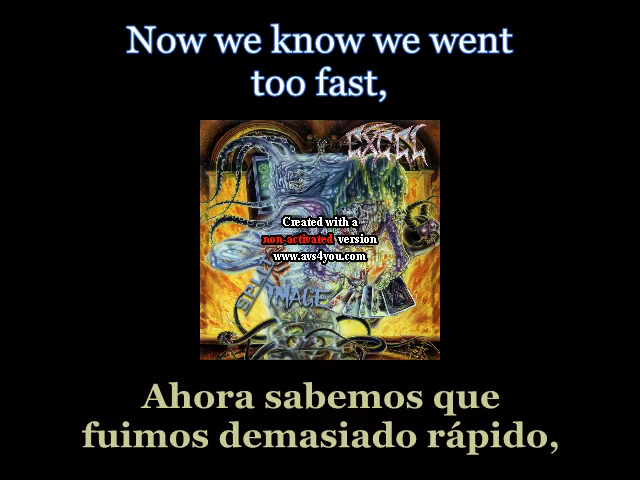 Now we know we went
too fast,
EXCEL
Created with a
non-activated version
www.avs4you.com
SPLIT
IMAGE
Ahora sabemos que
fuimos demasiado rápido,